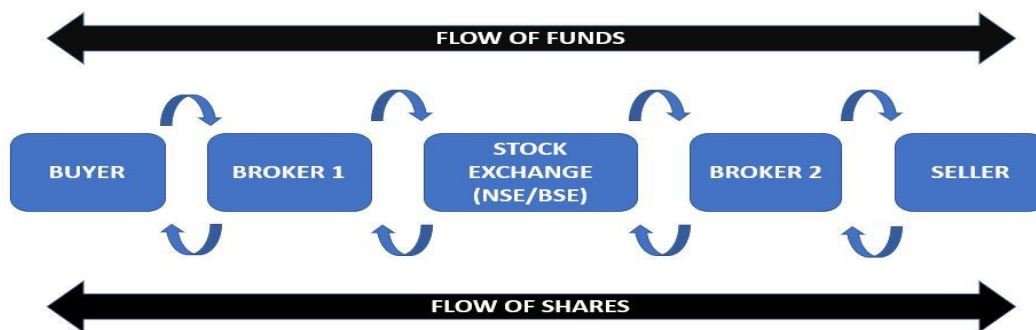 FLOW OF FUNDS
BUYER
BROKER 1
STOCK
EXCHANGE
(NSE/BSE)
BROKER 2
SELLER
FLOW OF SHARES